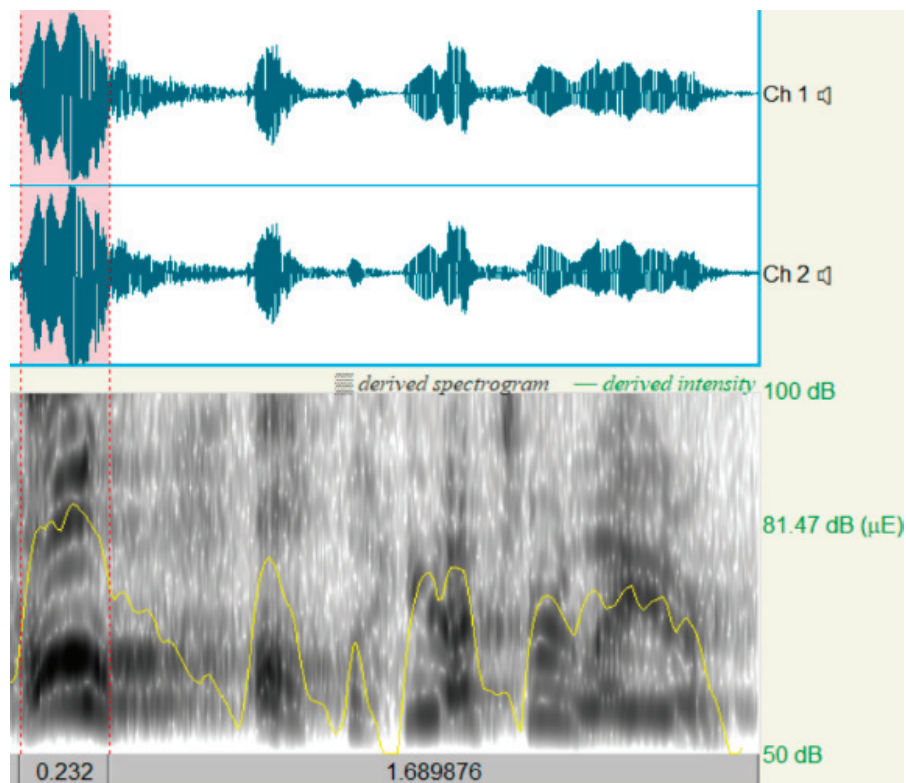 Ch 1
Ch 2
derived spectrogram — derived intensity
100 dB
81.47 dB (µE)
50 dB
0.232 1.689876